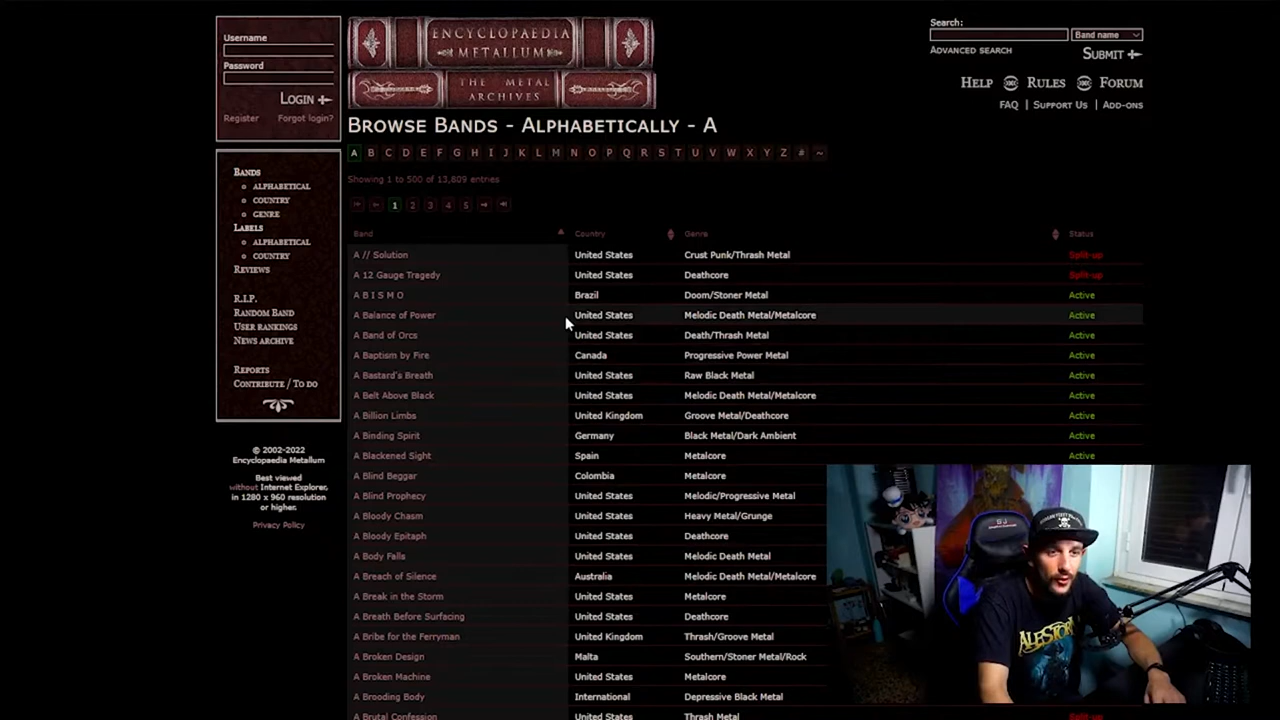 Username
Password
LOGIN
Register Forgot login?
ENCYCLOPAEDIA
METALLUM
THE METAL
ARCHIVES
Search:
Band name
ADVANCED SEARCH SUBMIT
HELP RULES FORUM
FAQ | SUPPORT US | ADD-ONS
BROWSE BANDS - ALPHABETICALLY - A
A B C D E F G H I J K L M N O P Q R S T U V W X Y Z # ~
Showing 1 to 500 of 13,809 entries
1 2 3 4 5
BANDS
ALPHABETICAL
COUNTRY
GENRE
LABELS
ALPHABETICAL
COUNTRY
REVIEWS
R.I.P.
RANDOM BAND
USER RANKINGS
NEWS ARCHIVE
REPORTS
CONTRIBUTE / TO DO
© 2002-2022
Encyclopaedia Metallum
Best viewed
without Internet Explorer,
in 1280 x 960 resolution
or higher.
Privacy Policy
Band Country Genre Status
A // Solution United States Crust Punk/Thrash Metal Split-up
A 12 Gauge Tragedy United States Deathcore Split-up
A B I S M O Brazil Doom/Stoner Metal Active
A Balance of Power United States Melodic Death Metal/Metalcore Active
A Band of Orcs United States Death/Thrash Metal Active
A Baptism by Fire Canada Progressive Power Metal Active
A Bastard's Breath United States Raw Black Metal Active
A Belt Above Black United States Melodic Death Metal/Metalcore Active
A Billion Limbs United Kingdom Groove Metal/Deathcore Active
A Binding Spirit Germany Black Metal/Dark Ambient Active
A Blackened Sight Spain Metalcore Active
A Blind Beggar Colombia Metalcore
A Blind Prophecy United States Melodic/Progressive Metal
A Bloody Chasm United States Heavy Metal/Grunge
A Bloody Epitaph United States Deathcore
A Body Falls United States Melodic Death Metal
A Breach of Silence Australia Melodic Death Metal/Metalcore
A Break in the Storm United States Metalcore
A Breath Before Surfacing United States Deathcore
A Bribe for the Ferryman United Kingdom Thrash/Groove Metal
A Broken Design Malta Southern/Stoner Metal/Rock
A Broken Machine United States Metalcore
A Brooding Body International Depressive Black Metal
A Brutal Confession United States Thrash Metal Split-up
ALESTORM